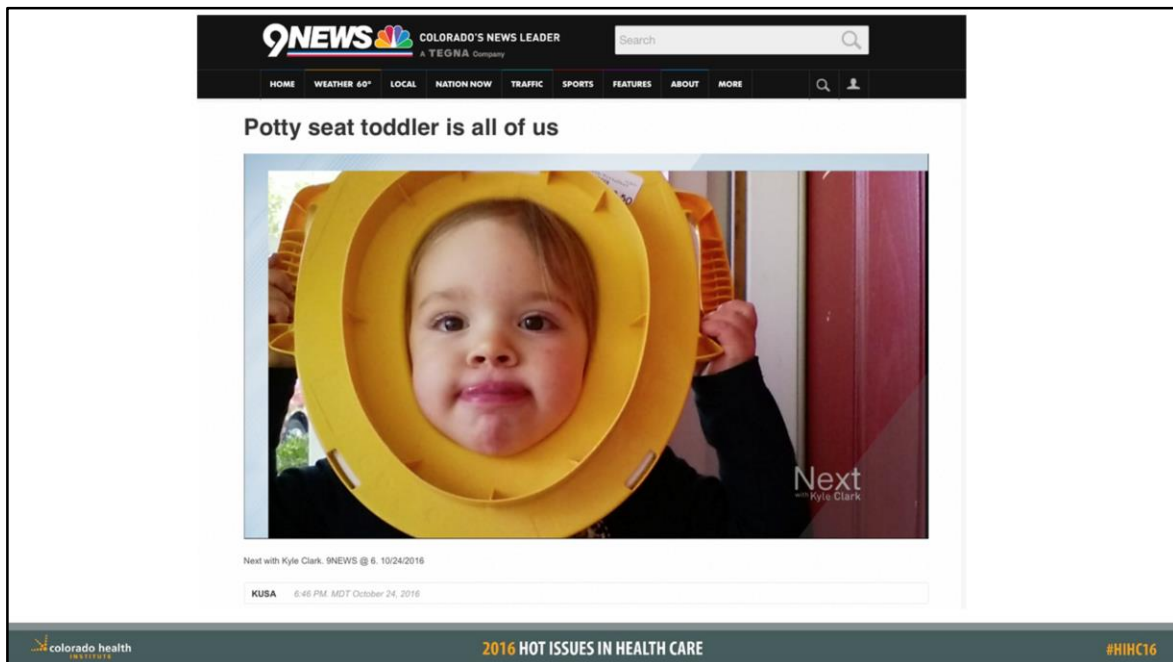 9NEWS
COLORADO'S NEWS LEADER
A TEGNA Company
Search
HOME WEATHER 60° LOCAL NATION NOW TRAFFIC SPORTS FEATURES ABOUT MORE
Potty seat toddler is all of us
Next
with Kyle Clark
Next with Kyle Clark. 9NEWS @ 6. 10/24/2016
KUSA 6:46 PM. MDT October 24, 2016
colorado health
INSTITUTE
2016 HOT ISSUES IN HEALTH CARE
#HIHC16